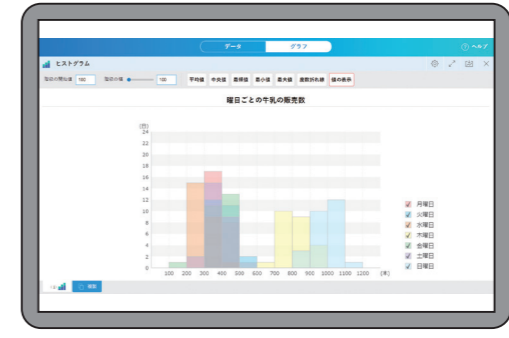 データ グラフ ヘルプ
ヒストグラム
階級の開始値 100 階級の幅 100 平均値 中央値 最頻値 最小値 最大値 度数折れ線 値の表示
曜日ごとの牛乳の販売数
(日)
24
22
20
18
16
14
12
10
8
6
4
2
0
100 200 300 400 500 600 700 800 900 1000 1100 1200 (本)
月曜日
火曜日
水曜日
木曜日
金曜日
土曜日
日曜日